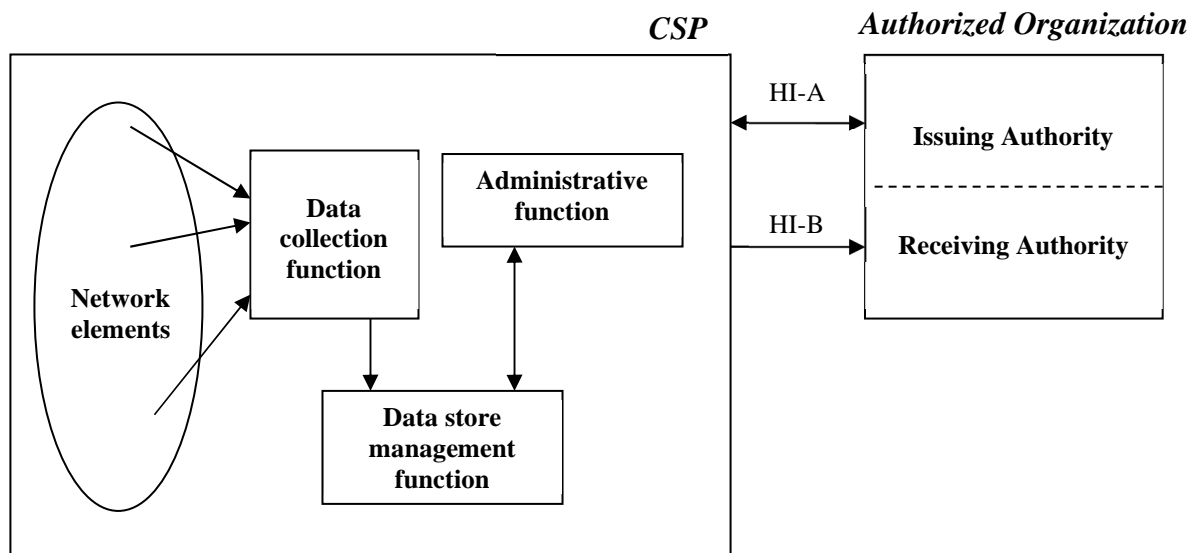 CSP
Authorized Organization
HI-A
Issuing Authority
Administrative
function
Data
collection
function
HI-B
Receiving Authority
Network
elements
Data store
management
function